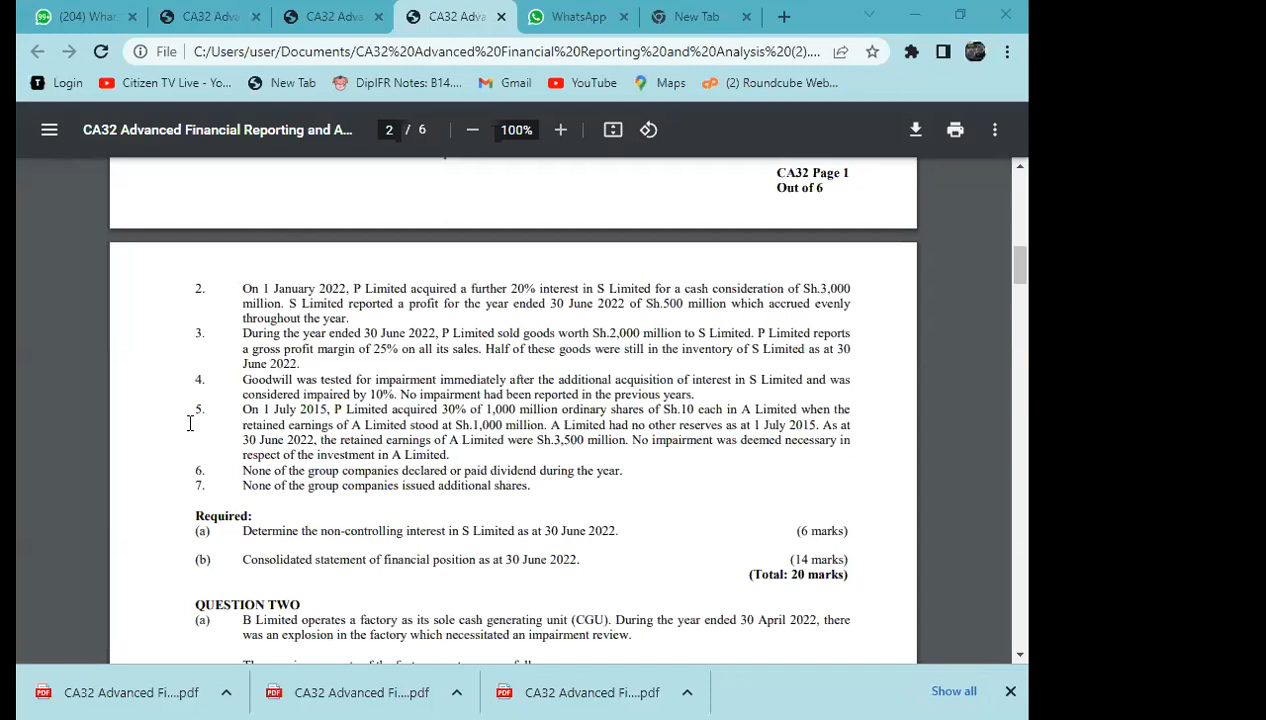 (204) What
CA32 Adva
CA32 Adva
CA32 Adva
WhatsApp
New Tab
File
C:/Users/user/Documents/CA32%20Advanced%20Financial%20Reporting%20and%20Analysis%20(2)....
Login
Citizen TV Live - Yo...
New Tab
DipIFR Notes: B14....
Gmail
YouTube
Maps
(2) Roundcube Web...
CA32 Advanced Financial Reporting and A...
2 / 6
100%
CA32 Page 1
Out of 6
2. On 1 January 2022, P Limited acquired a further 20% interest in S Limited for a cash consideration of Sh.3,000
million. S Limited reported a profit for the year ended 30 June 2022 of Sh.500 million which accrued evenly
throughout the year.
3. During the year ended 30 June 2022, P Limited sold goods worth Sh.2,000 million to S Limited. P Limited reports
a gross profit margin of 25% on all its sales. Half of these goods were still in the inventory of S Limited as at 30
June 2022.
4. Goodwill was tested for impairment immediately after the additional acquisition of interest in S Limited and was
considered impaired by 10%. No impairment had been reported in the previous years.
5. On 1 July 2015, P Limited acquired 30% of 1,000 million ordinary shares of Sh.10 each in A Limited when the
retained earnings of A Limited stood at Sh.1,000 million. A Limited had no other reserves as at 1 July 2015. As at
30 June 2022, the retained earnings of A Limited were Sh.3,500 million. No impairment was deemed necessary in
respect of the investment in A Limited.
6. None of the group companies declared or paid dividend during the year.
7. None of the group companies issued additional shares.
Required:
(a) Determine the non-controlling interest in S Limited as at 30 June 2022. (6 marks)
(b) Consolidated statement of financial position as at 30 June 2022. (14 marks)
(Total: 20 marks)
QUESTION TWO
(a) B Limited operates a factory as its sole cash generating unit (CGU). During the year ended 30 April 2022, there
was an explosion in the factory which necessitated an impairment review.
CA32 Advanced Fi....pdf
CA32 Advanced Fi....pdf
CA32 Advanced Fi....pdf
Show all